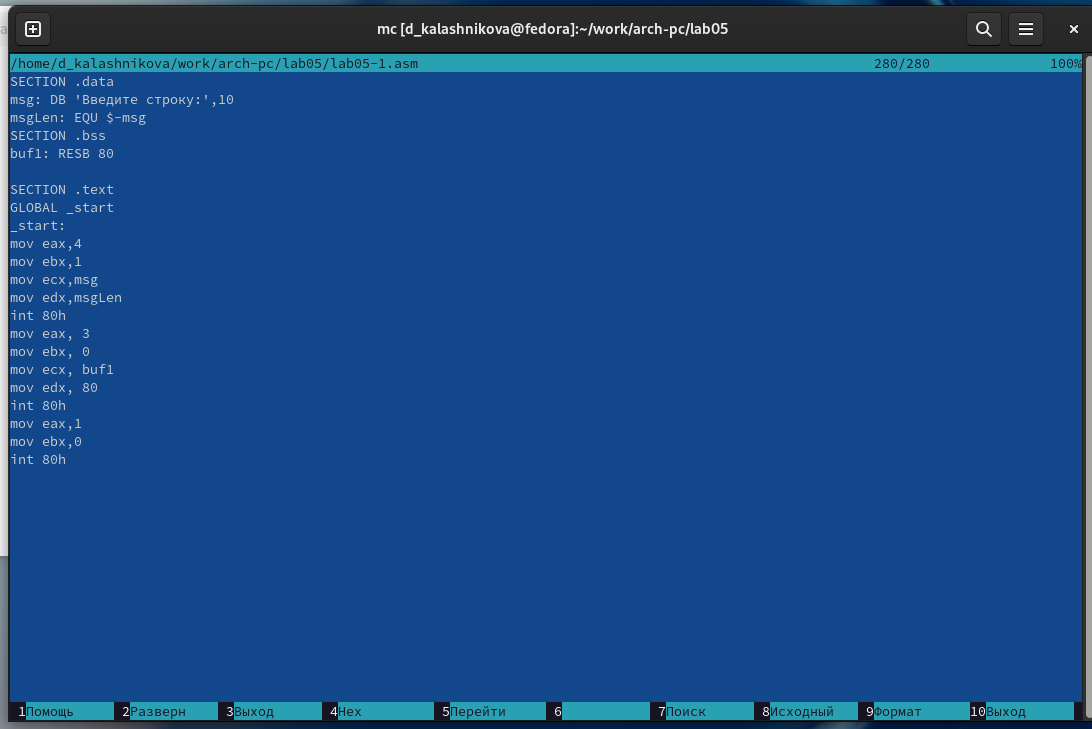 mc [d_kalashnikova@fedora]:~/work/arch-pc/lab05
/home/d_kalashnikova/work/arch-pc/lab05/lab05-1.asm 280/280 100%
SECTION .data
msg: DB 'Введите строку:',10
msgLen: EQU $-msg
SECTION .bss
buf1: RESB 80
SECTION .text
GLOBAL _start
_start:
mov eax,4
mov ebx,1
mov ecx,msg
mov edx,msgLen
int 80h
mov eax, 3
mov ebx, 0
mov ecx, buf1
mov edx, 80
int 80h
mov eax,1
mov ebx,0
int 80h
1Помощь 2Разверн 3Выход 4Hex 5Перейти 6 7Поиск 8Исходный 9Формат 10Выход